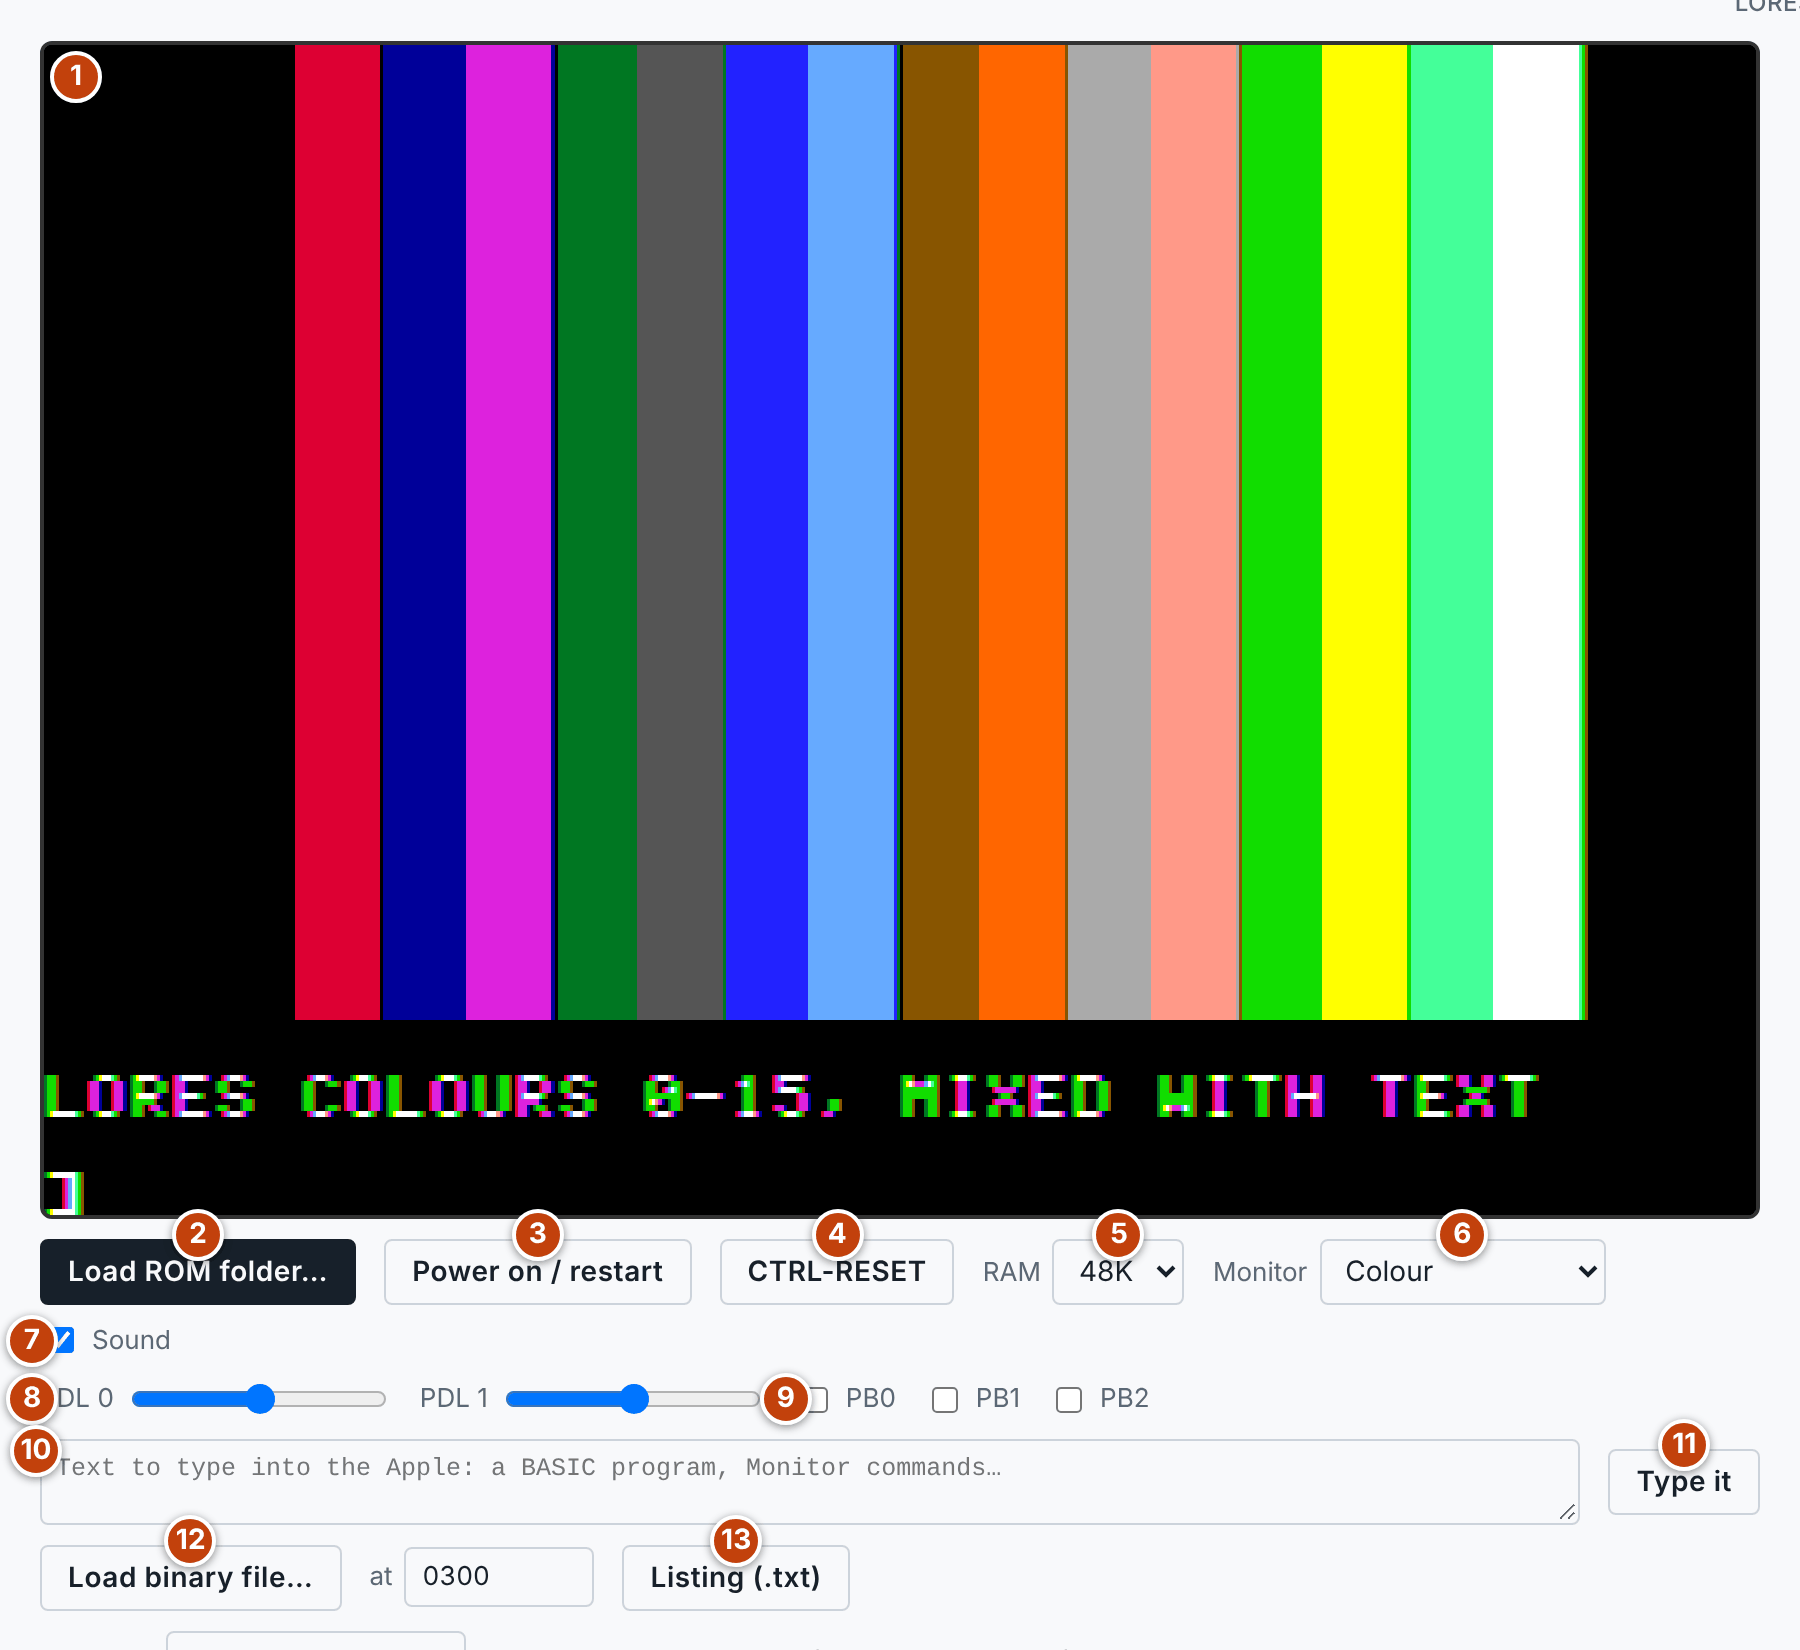 1
LORES COLOURS 0-15, MIXED WITH TEXT
]
2 3 4 5 6
Load ROM folder... Power on / restart CTRL-RESET RAM 48K Monitor Colour
7 Sound
8 DL 0 PDL 1 9 PB0 PB1 PB2
10 11
Text to type into the Apple: a BASIC program, Monitor commands… Type it
12 13
Load binary file... at 0300 Listing (.txt)